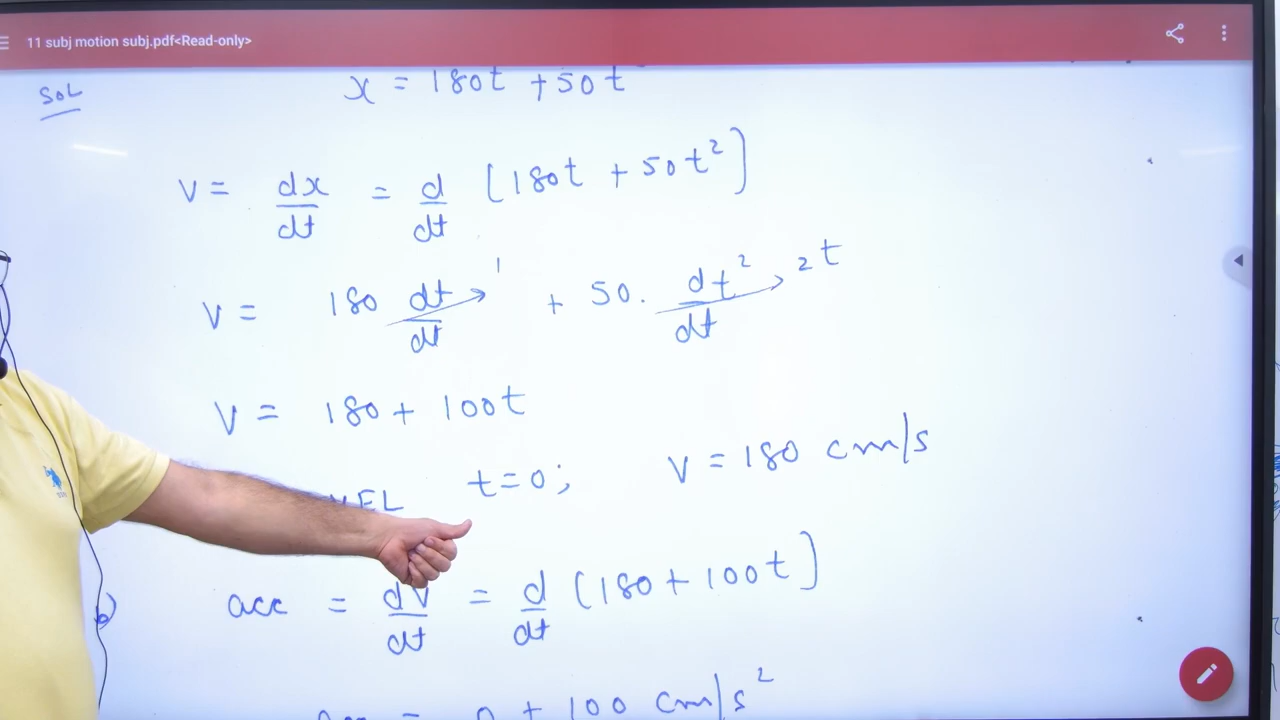 11 subj motion subj.pdf<Read-only>
SOL x = 180t + 50t
V = dx/dt = d/dt [180t + 50t²]
V = 180 dt/dt 1 + 50. dt²/dt 2t
V = 180 + 100t
VEL t=0; V = 180 cm/s
b) acc = dV/dt = d/dt (180 + 100t)
= 0 + 100 cm/s²